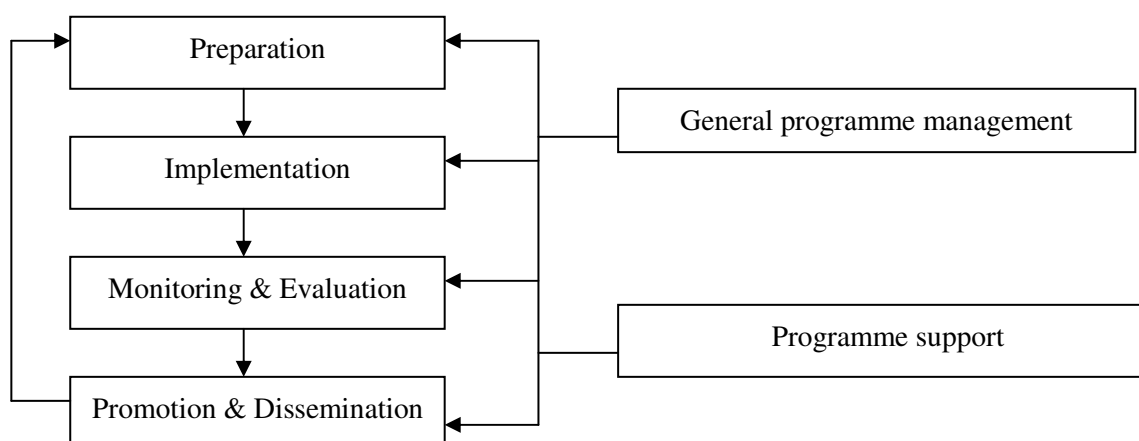 Preparation
General programme management
Implementation
Monitoring & Evaluation
Programme support
Promotion & Dissemination